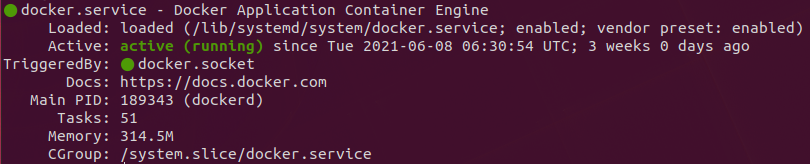 ●docker.service - Docker Application Container Engine
Loaded: loaded (/lib/systemd/system/docker.service; enabled; vendor preset: enabled)
Active: active (running) since Tue 2021-06-08 06:30:54 UTC; 3 weeks 0 days ago
TriggeredBy: ●docker.socket
Docs: https://docs.docker.com
Main PID: 189343 (dockerd)
Tasks: 51
Memory: 314.5M
CGroup: /system.slice/docker.service